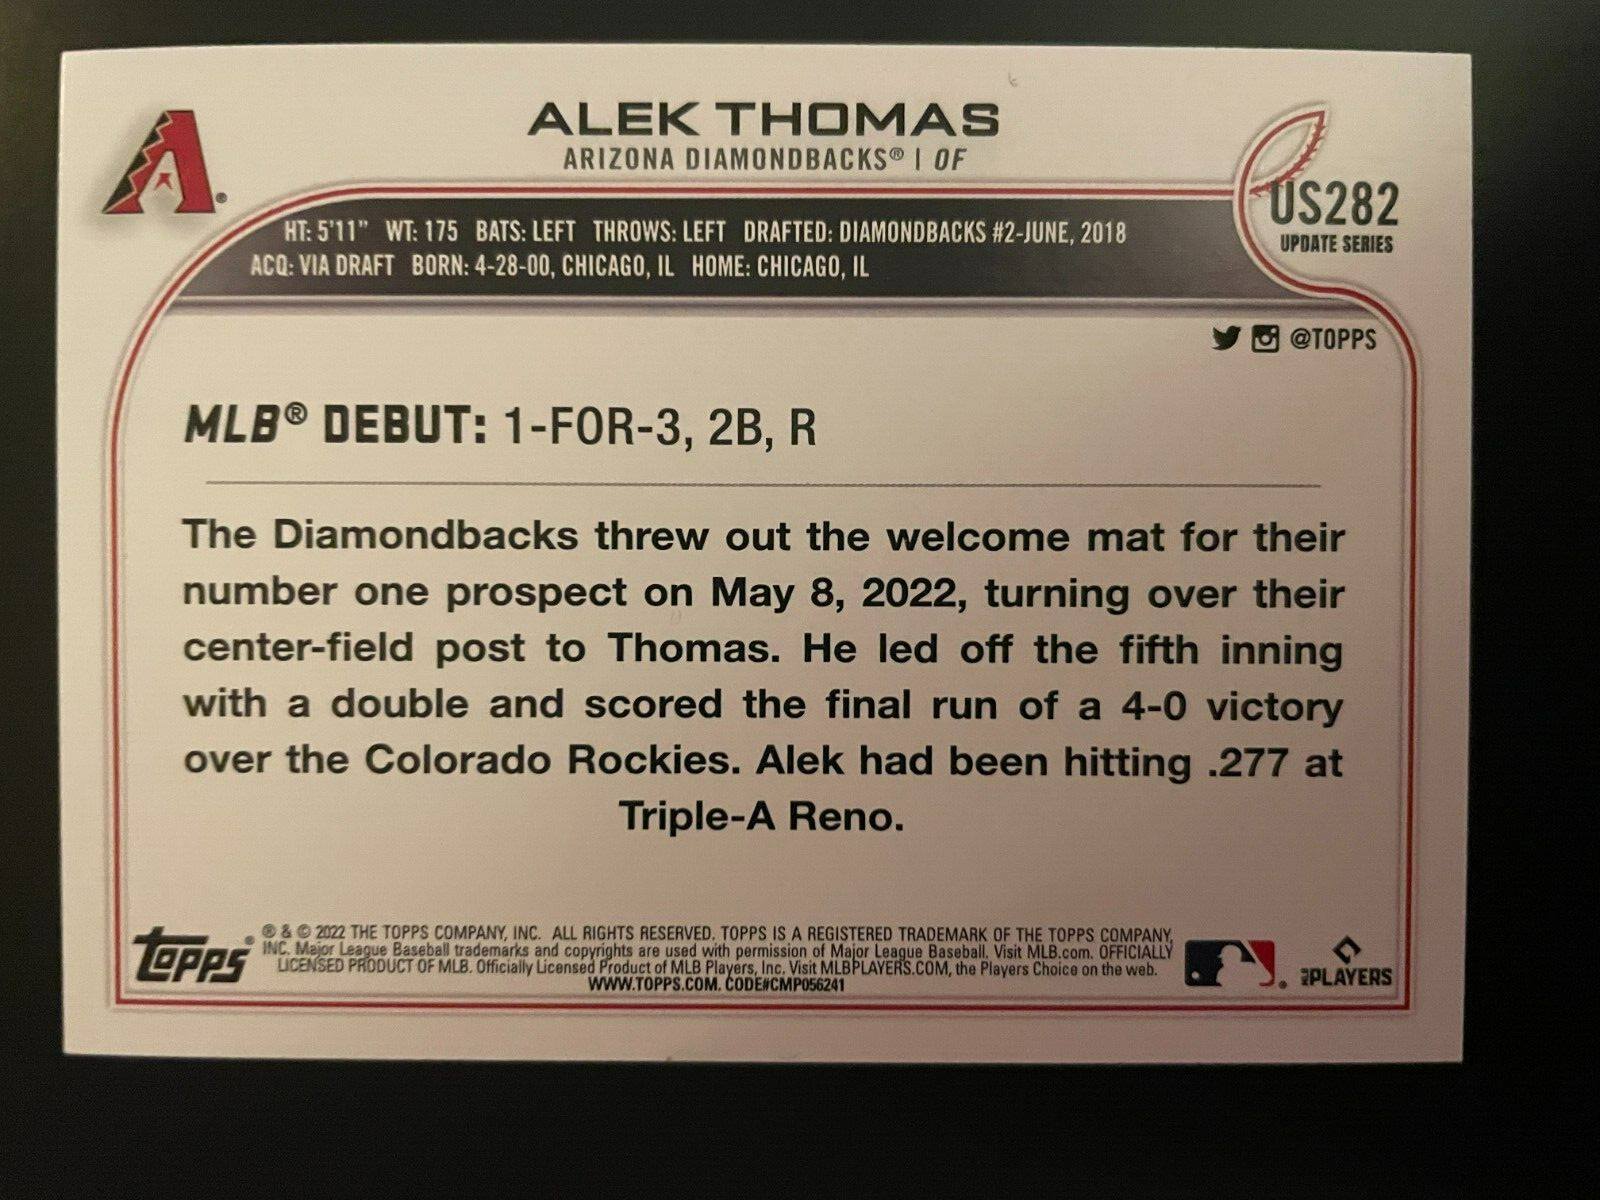 ALEK THOMAS
ARIZONA DIAMONDBACKS® | OF
US282
UPDATE SERIES
HT: 5'11" WT: 175 BATS: LEFT THROWS: LEFT DRAFTED: DIAMONDBACKS #2-JUNE, 2018
ACQ: VIA DRAFT BORN: 4-28-00, CHICAGO, IL HOME: CHICAGO, IL
@TOPPS
MLB® DEBUT: 1-FOR-3, 2B, R
The Diamondbacks threw out the welcome mat for their
number one prospect on May 8, 2022, turning over their
center-field post to Thomas. He led off the fifth inning
with a double and scored the final run of a 4-0 victory
over the Colorado Rockies. Alek had been hitting .277 at
Triple-A Reno.
topps®
® & © 2022 THE TOPPS COMPANY, INC. ALL RIGHTS RESERVED. TOPPS IS A REGISTERED TRADEMARK OF THE TOPPS COMPANY,
INC. Major League Baseball trademarks and copyrights are used with permission of Major League Baseball. Visit MLB.com. OFFICIALLY
LICENSED PRODUCT OF MLB. Officially Licensed Product of MLB Players, Inc. Visit MLBPLAYERS.COM, the Players Choice on the web.
WWW.TOPPS.COM. CODE#CMP056241
MLB PLAYERS